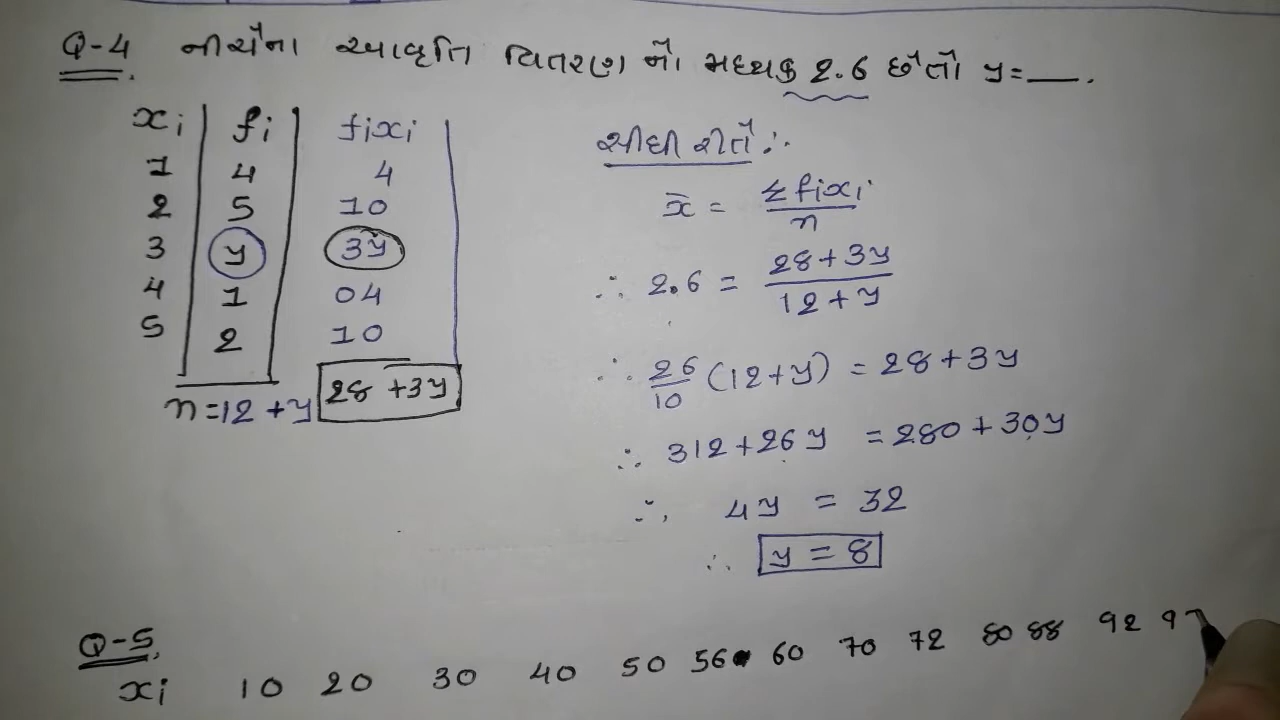 Q-4. નીચેના આવૃત્તિ વિતરણ નો મધ્યક 2.6 છે તો y = ___.
xi | fi | fixi
1 4 4
2 5 10
3 y 3y
4 1 04
5 2 10
n=12+y 28+3y
સીધી રીતે ∴
x̄ = Σfixi / n
∴ 2.6 = 28+3y / 12+y
∴ 26/10 (12+y) = 28+3y
∴ 312+26y = 280+30y
∴ 4y = 32
∴ y = 8
Q-5.
xi 10 20 30 40 50 56 60 70 72 80 88 92